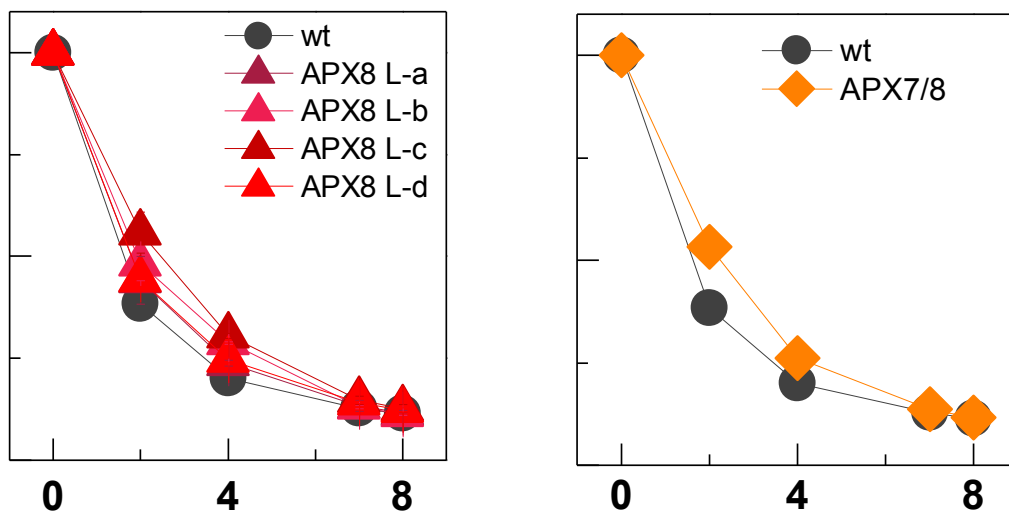 wt
APX8 L-a
APX8 L-b
APX8 L-c
APX8 L-d
0 4 8
wt
APX7/8
0 4 8